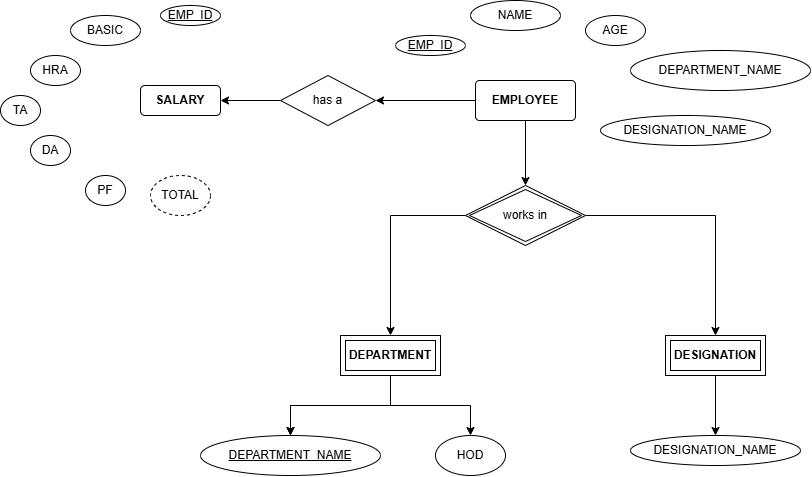 EMP_ID
NAME
BASIC
AGE
EMP_ID
HRA
DEPARTMENT_NAME
SALARY
has a
EMPLOYEE
TA
DESIGNATION_NAME
DA
PF
TOTAL
works in
DEPARTMENT
DESIGNATION
DEPARTMENT_NAME
HOD
DESIGNATION_NAME